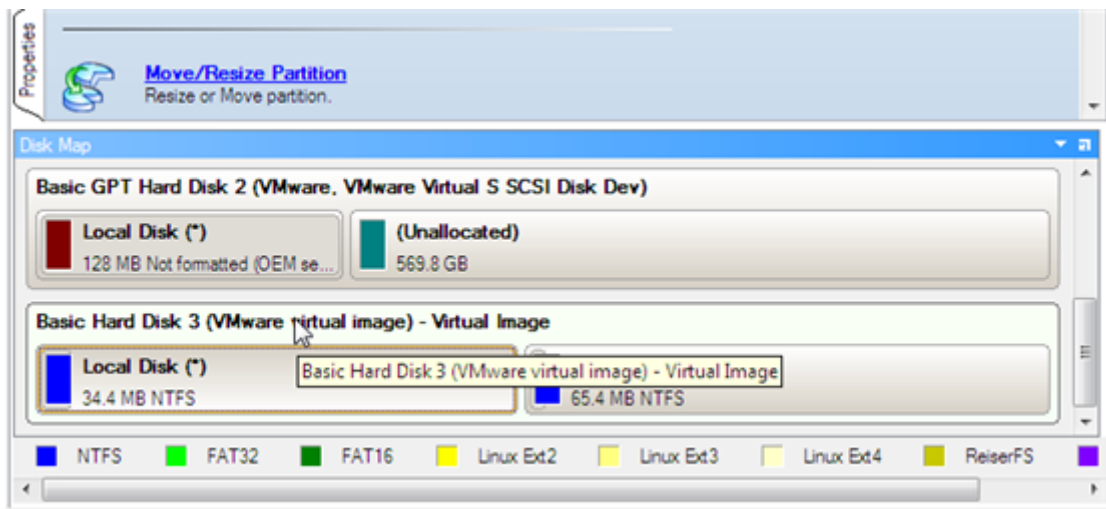 Properties
Move/Resize Partition
Resize or Move partition.
Disk Map
Basic GPT Hard Disk 2 (VMware, VMware Virtual S SCSI Disk Dev)
Local Disk (*) (Unallocated)
128 MB Not formatted (OEM se... 569.8 GB
Basic Hard Disk 3 (VMware virtual image) - Virtual Image
Local Disk (*)
Basic Hard Disk 3 (VMware virtual image) - Virtual Image
34.4 MB NTFS 65.4 MB NTFS
NTFS FAT32 FAT16 Linux Ext2 Linux Ext3 Linux Ext4 ReiserFS